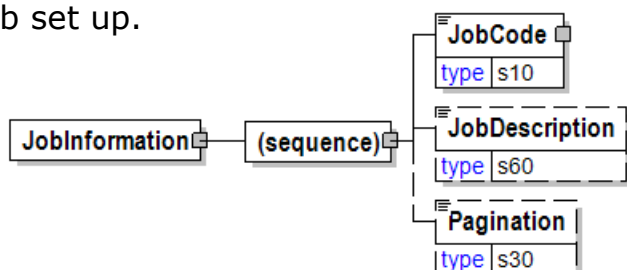 b set up.
JobCode
type s10
JobInformation
(sequence)
JobDescription
type s60
Pagination
type s30